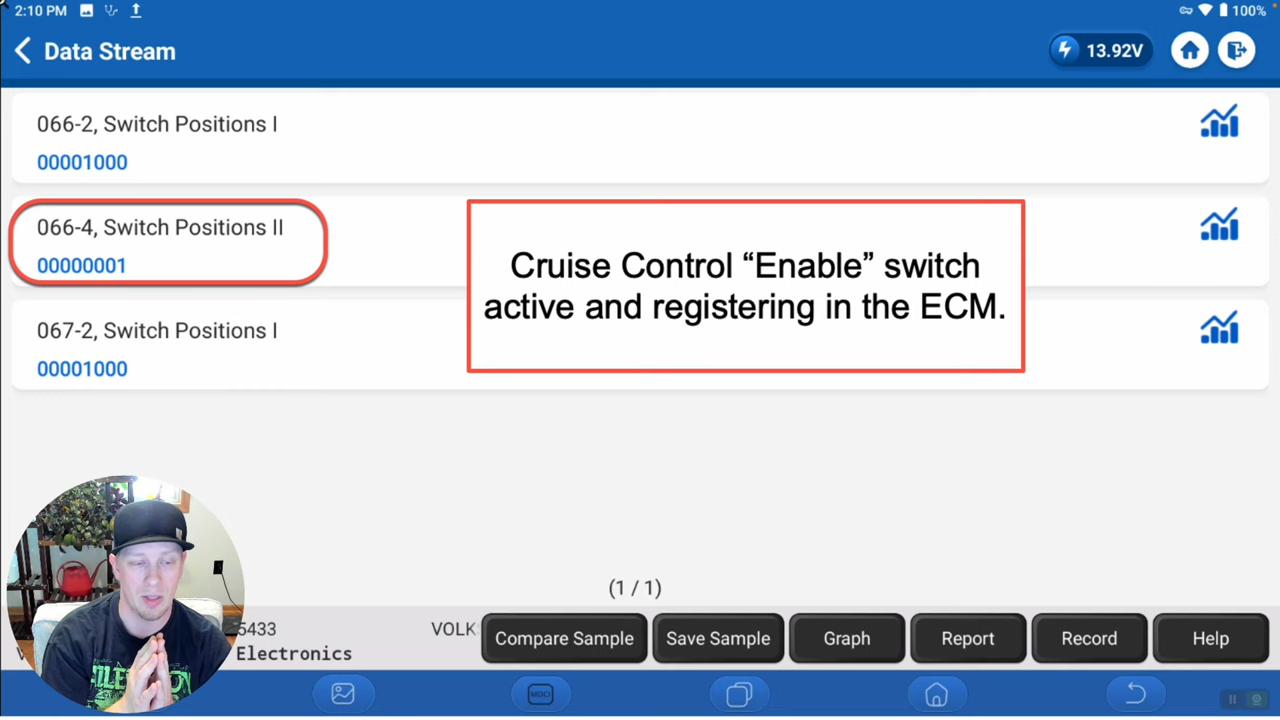 2:10 PM
100%
Data Stream
13.92V
066-2, Switch Positions I
00001000
066-4, Switch Positions II
00000001
Cruise Control “Enable” switch
active and registering in the ECM.
067-2, Switch Positions I
00001000
(1 / 1)
5433
VOLK
Electronics
Compare Sample
Save Sample
Graph
Report
Record
Help